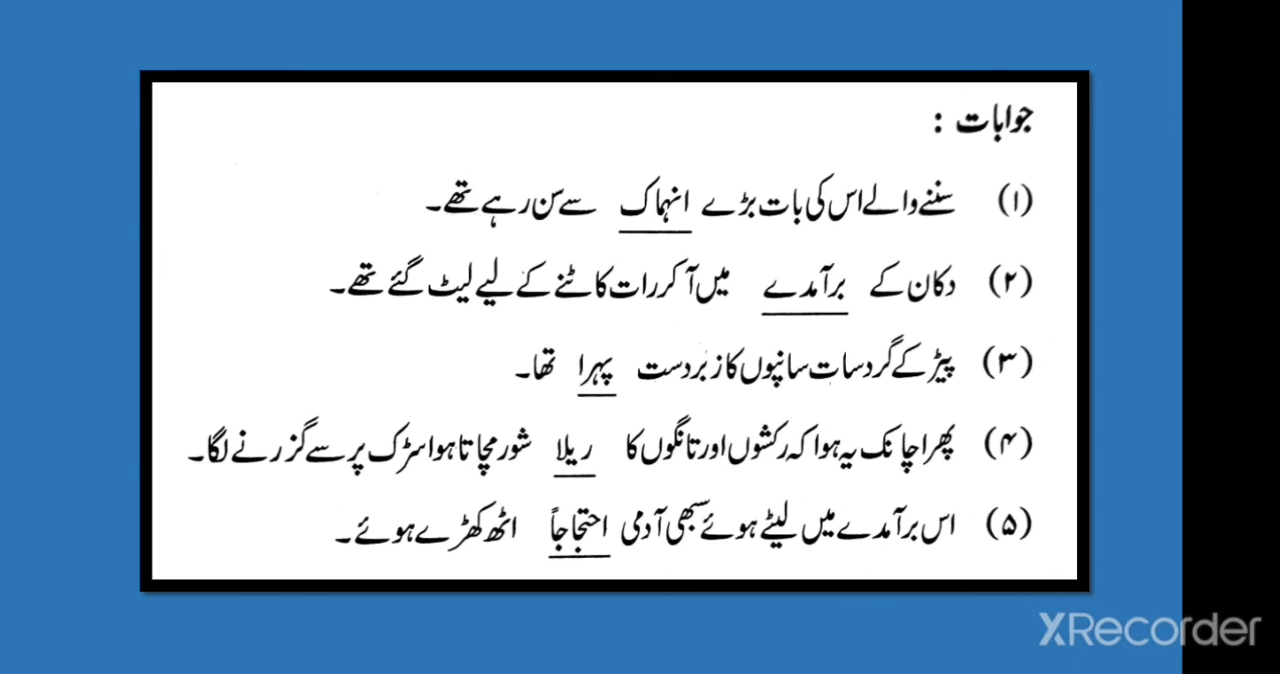 جوابات :
(۱) سننے والے اس کی بات بڑے انہماک سے سن رہے تھے۔
(۲) دکان کے برآمدے میں آ کر رات کاٹنے کے لیے لیٹ گئے تھے۔
(۳) پیڑ کے گرد سات سانپوں کا زبردست پہرا تھا۔
(۴) پھر اچانک یہ ہوا کہ رکشوں اور تانگوں کا ریلا شور مچاتا ہوا سڑک پر سے گزرنے لگا۔
(۵) اس برآمدے میں لیٹے ہوئے سبھی آدمی احتجاجاً اٹھ کھڑے ہوئے۔
XRecorder